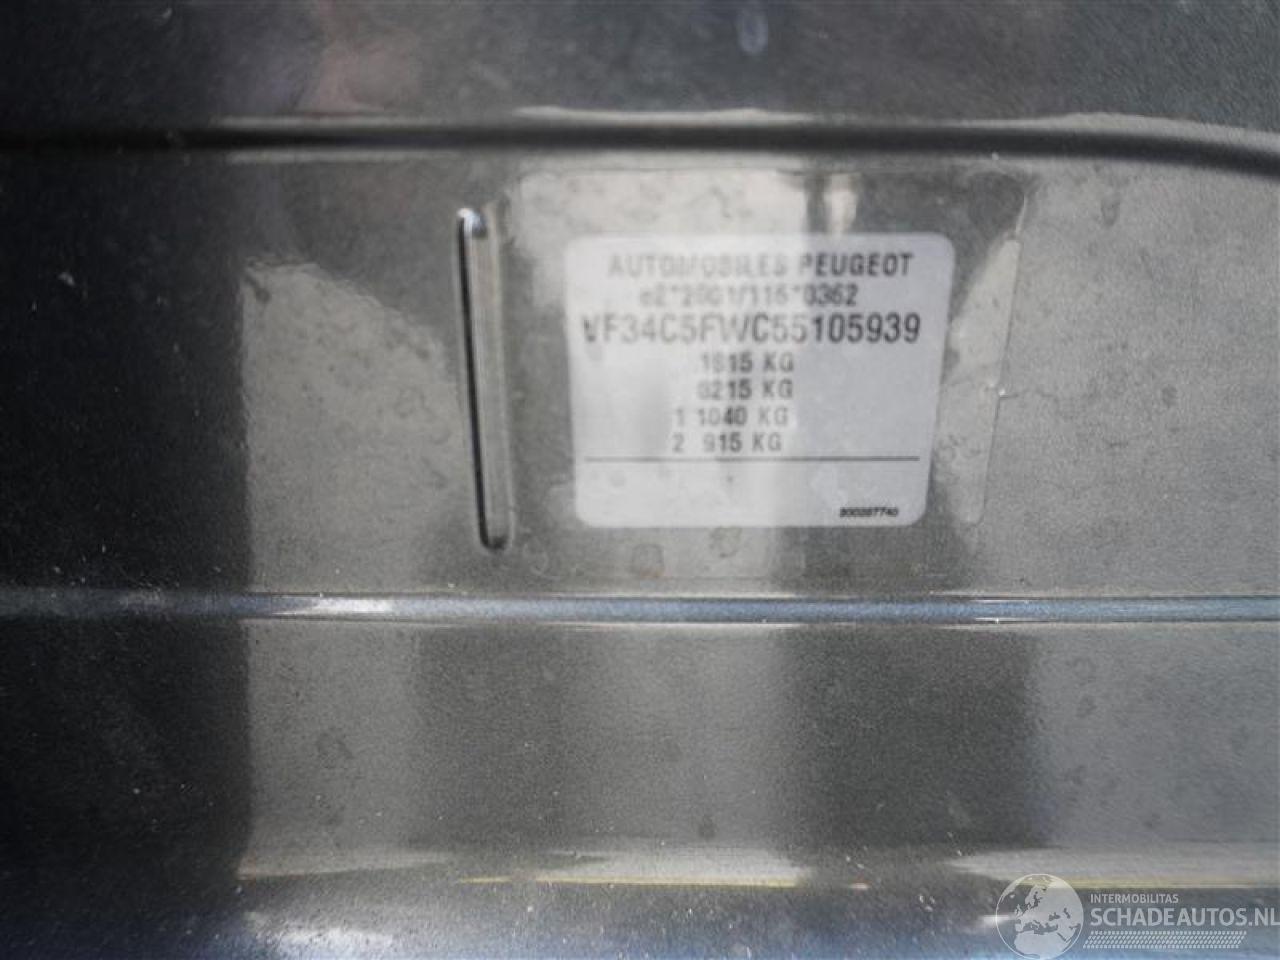 AUTOMOBILES PEUGEOT
e2*2001/116*0362
VF34C5FWC55105939
1815 KG
8215 KG
1 1040 KG
2 915 KG
INTERMOBILITAS
SCHADEAUTOS.NL